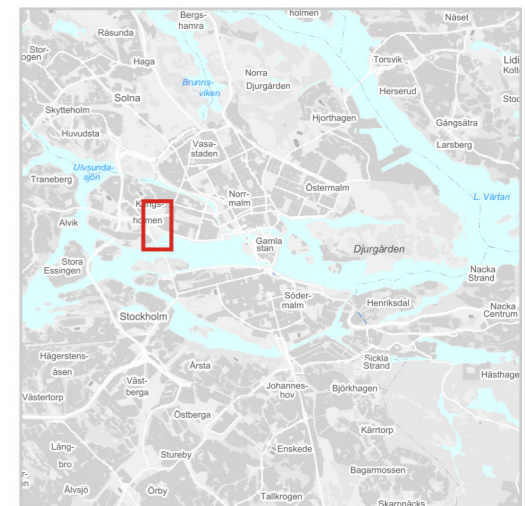 Bergs-
hamra
holmen
Näset
Råsunda
Stor-
Haga
Norra
Djurgården
Torsvik
Lidi
Brunns-
viken
Solna
Herserud
Skytteholm
Hjorthagen
Huvudsta
Gångsätra
Larsberg
Vasa-
staden
Ulvsunda-
sjön
Traneberg
Östermalm
Norr-
malm
L. Värtan
Kungs-
holmen
Alvik
Gamla
stan
Djurgården
Stora
Essingen
Nacka
Strand
Söder-
malm
Henriksdal
Nacka
Centrum
Stockholm
Hägerstens-
åsen
Årsta
Sickla
Strand
Västertorp
Väst-
berga
Johannes-
hov
Björkhagen
Hästhage
Östberga
Kärrtorp
Lång-
bro
Stureby
Enskede
Bagarmossen
Älvsjö
Örby
Tallkrogen
Skarpnäcks